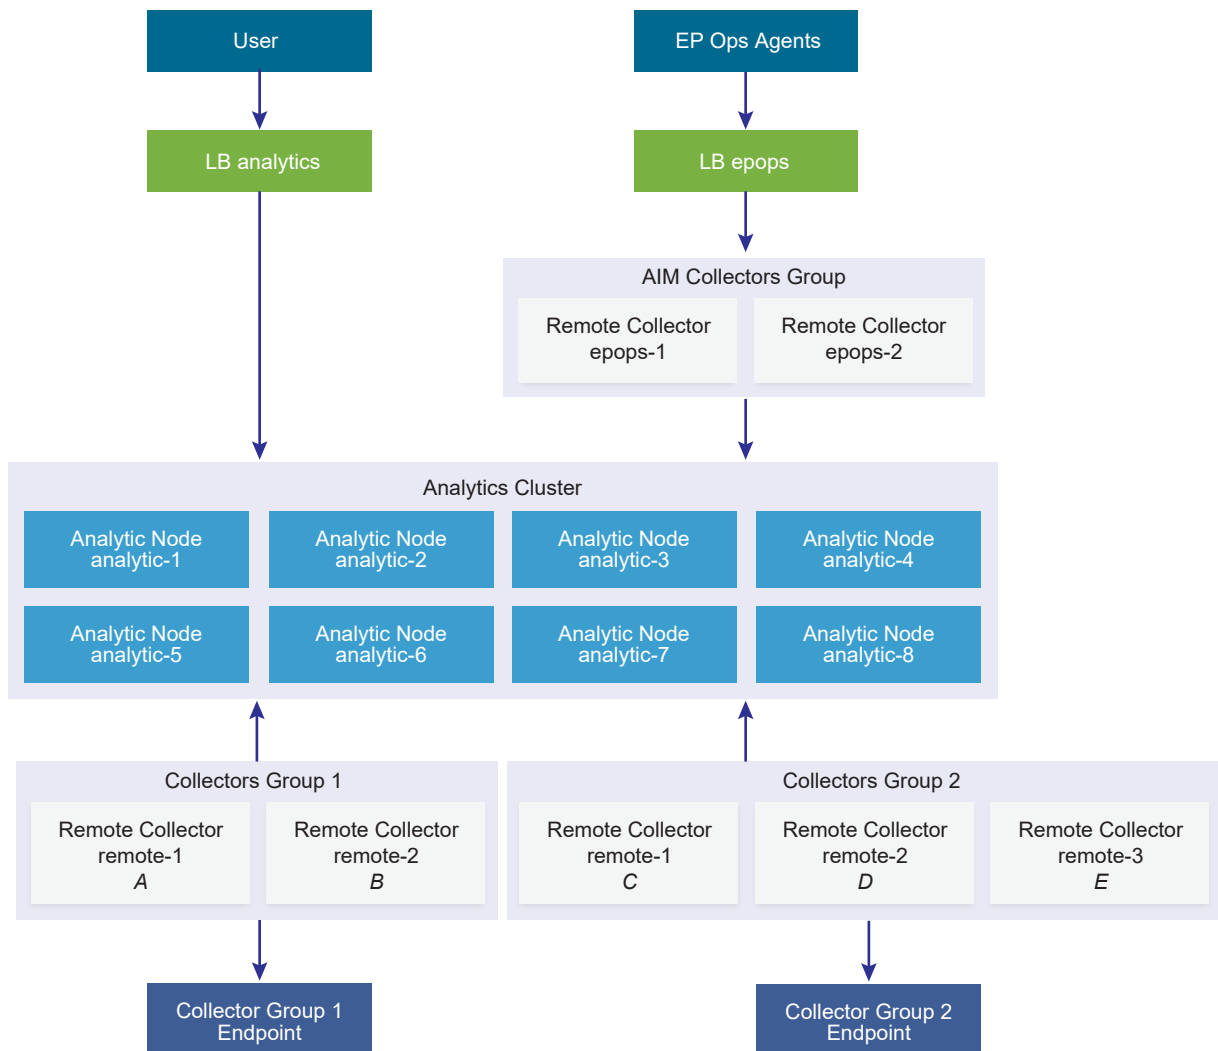 User
EP Ops Agents
LB analytics
LB epops
AIM Collectors Group
Remote Collector
epops-1
Remote Collector
epops-2
Analytics Cluster
Analytic Node
analytic-1
Analytic Node
analytic-2
Analytic Node
analytic-3
Analytic Node
analytic-4
Analytic Node
analytic-5
Analytic Node
analytic-6
Analytic Node
analytic-7
Analytic Node
analytic-8
Collectors Group 1
Remote Collector
remote-1
A
Remote Collector
remote-2
B
Collectors Group 2
Remote Collector
remote-1
C
Remote Collector
remote-2
D
Remote Collector
remote-3
E
Collector Group 1
Endpoint
Collector Group 2
Endpoint